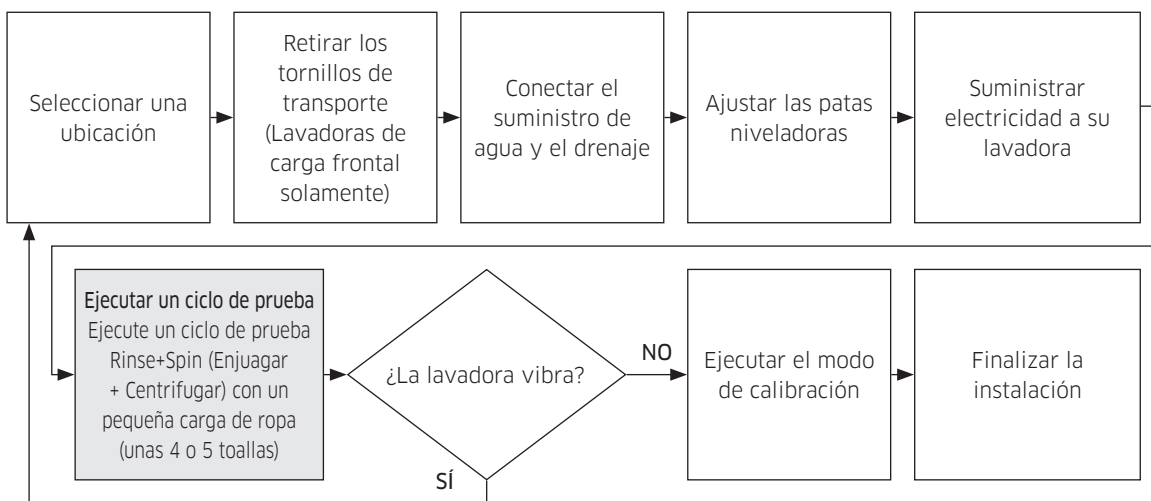 Seleccionar una
ubicación
Retirar los
tornillos de
transporte
(Lavadoras de
carga frontal
solamente)
Conectar el
suministro de
agua y el drenaje
Ajustar las patas
niveladoras
Suministrar
electricidad a su
lavadora
Ejecutar un ciclo de prueba
Ejecute un ciclo de prueba
Rinse+Spin (Enjuagar
+ Centrifugar) con un
pequeña carga de ropa
(unas 4 o 5 toallas)
¿La lavadora vibra?
NO
SÍ
Ejecutar el modo
de calibración
Finalizar la
instalación